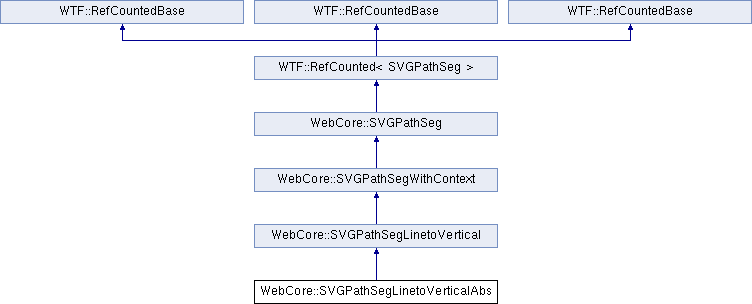 WTF::RefCountedBase
WTF::RefCountedBase
WTF::RefCountedBase
WTF::RefCounted< SVGPathSeg >
WebCore::SVGPathSeg
WebCore::SVGPathSegWithContext
WebCore::SVGPathSegLinetoVertical
WebCore::SVGPathSegLinetoVerticalAbs